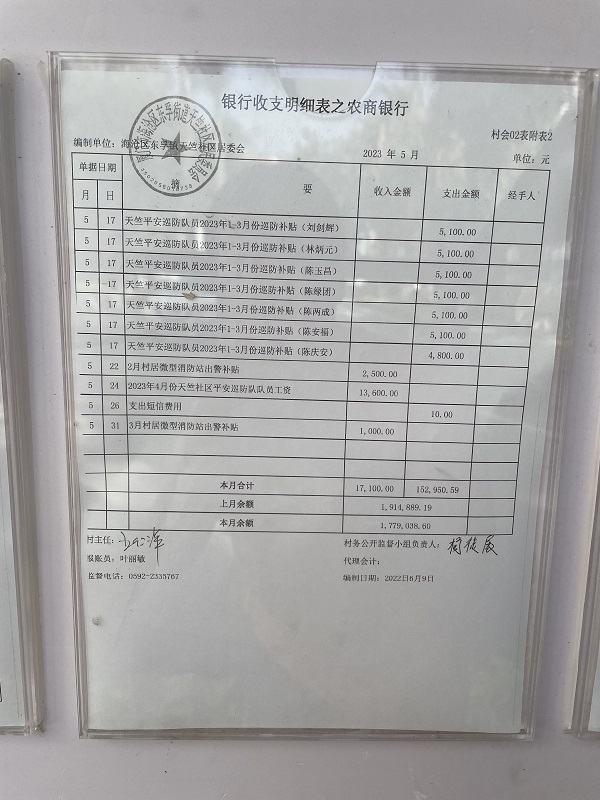 银行收支明细表之农商银行
村会02表附表2
编制单位：海沧区东孚镇天竺社区居委会 2023 年 5 月 单位：元
单据日期 摘 要 收入金额 支出金额 经手人
月 日
5 17 天竺平安巡防队员2023年1-3月份巡防补贴（刘剑辉） 5,100.00
5 17 天竺平安巡防队员2023年1-3月份巡防补贴（林炳元） 5,100.00
5 17 天竺平安巡防队员2023年1-3月份巡防补贴（陈玉昌） 5,100.00
5 17 天竺平安巡防队员2023年1-3月份巡防补贴（陈绿团） 5,100.00
5 17 天竺平安巡防队员2023年1-3月份巡防补贴（陈两成） 5,100.00
5 17 天竺平安巡防队员2023年1-3月份巡防补贴（陈安福） 5,100.00
5 17 天竺平安巡防队员2023年1-3月份巡防补贴（陈庆安） 4,800.00
5 22 2月村居微型消防站出警补贴 2,500.00
5 24 2023年4月份天竺社区平安巡防队队员工资 13,600.00
5 26 支出短信费用 10.00
5 31 3月村居微型消防站出警补贴 1,000.00
本月合计 17,100.00 152,950.59
上月余额 1,914,889.19
本月余额 1,779,038.60
村主任： 村务公开监督小组负责人：
报账员：叶丽敏 代理会计：
监督电话：0592-2335767 编制日期：2022年6月9日